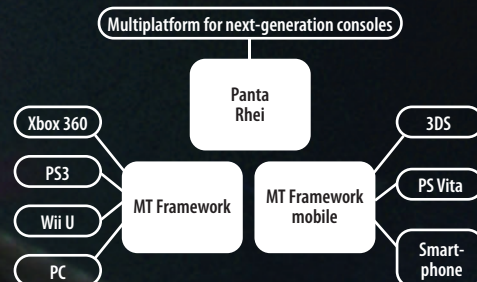 Multiplatform for next-generation consoles
Panta
Rhei
Xbox 360
PS3
Wii U
PC
MT Framework
MT Framework
mobile
3DS
PS Vita
Smart-
phone